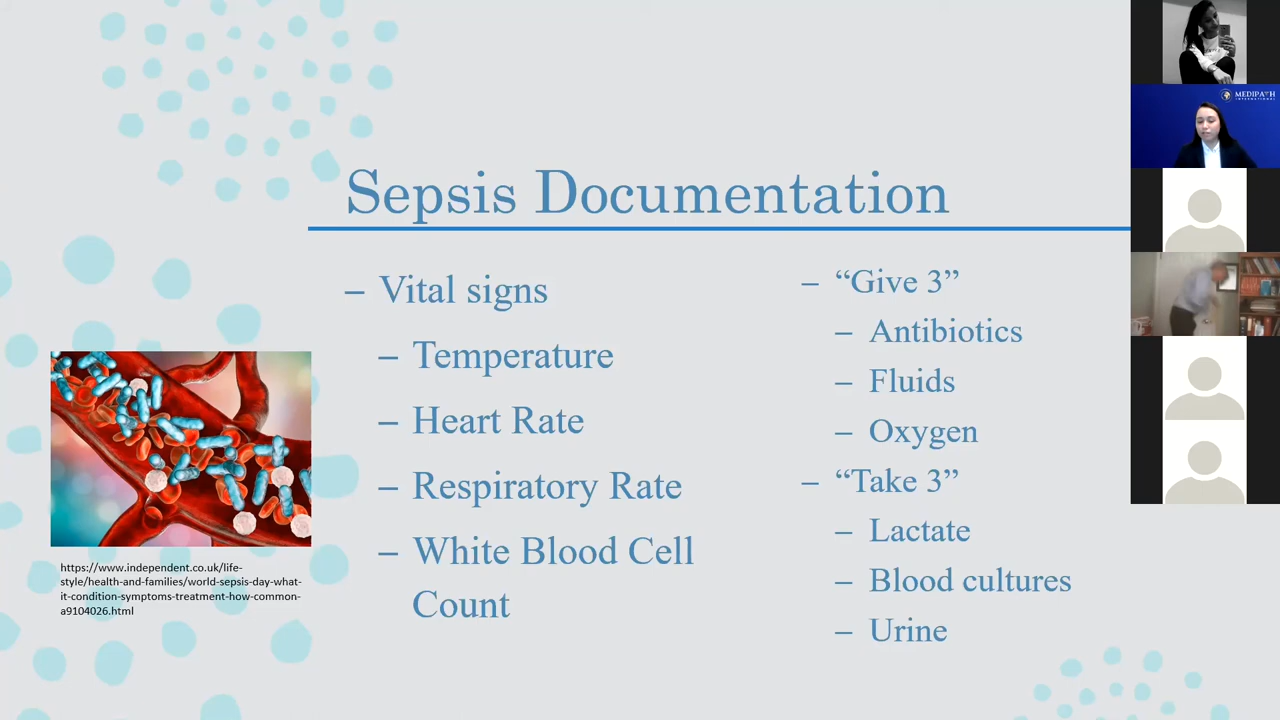 Sepsis Documentation
– Vital signs
– Temperature
– Heart Rate
– Respiratory Rate
– White Blood Cell
Count
– “Give 3”
– Antibiotics
– Fluids
– Oxygen
– “Take 3”
– Lactate
– Blood cultures
– Urine
https://www.independent.co.uk/life-
style/health-and-families/world-sepsis-day-what-
it-condition-symptoms-treatment-how-common-
a9104026.html
MEDIPATH
INTERNATIONAL